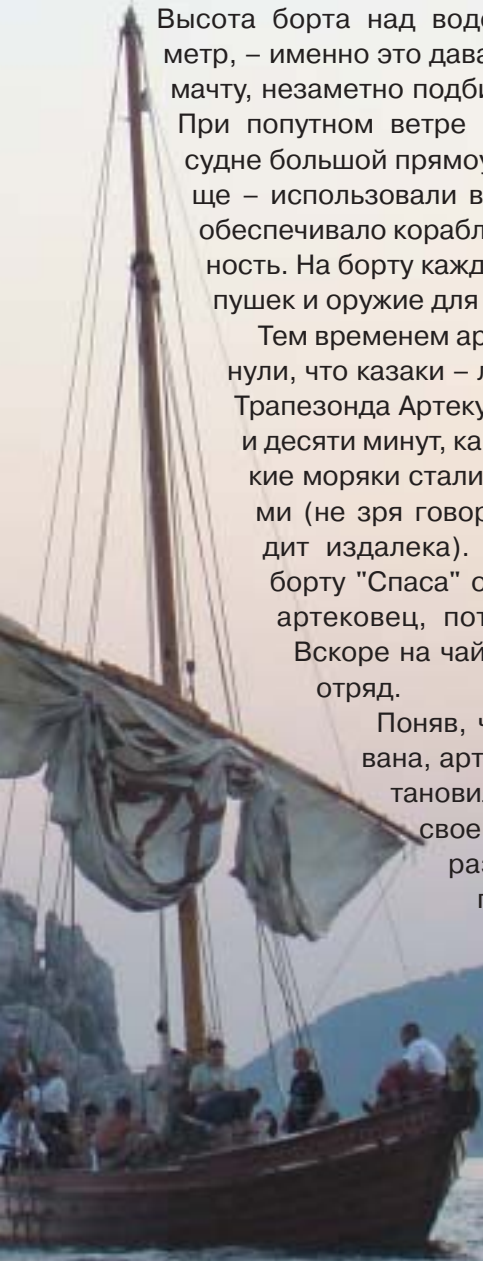 Высота борта над вод
метр, – именно это дава
мачту, незаметно подби
При попутном ветре
судне большой прямоу
ще – использовали в
обеспечивало корабл
ность. На борту кажд
пушек и оружие для
Тем временем ар
нули, что казаки – л
Трапезонда Артеку
и десяти минут, ка
кие моряки стали
ми (не зря говор
дит издалека).
борту "Спаса" о
артековец, пот
Вскоре на чай
отряд.
Поняв, ч
вана, арт
танови
свое
раз
п